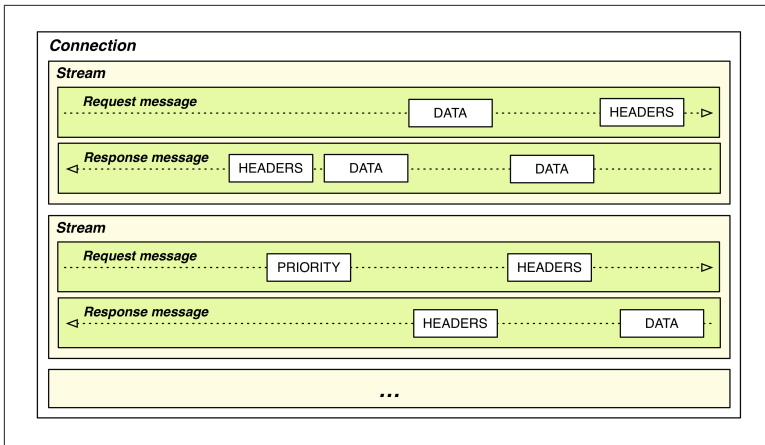 Connection
Stream
Request message
DATA HEADERS
Response message
HEADERS DATA DATA
Stream
Request message
PRIORITY HEADERS
Response message
HEADERS DATA
...